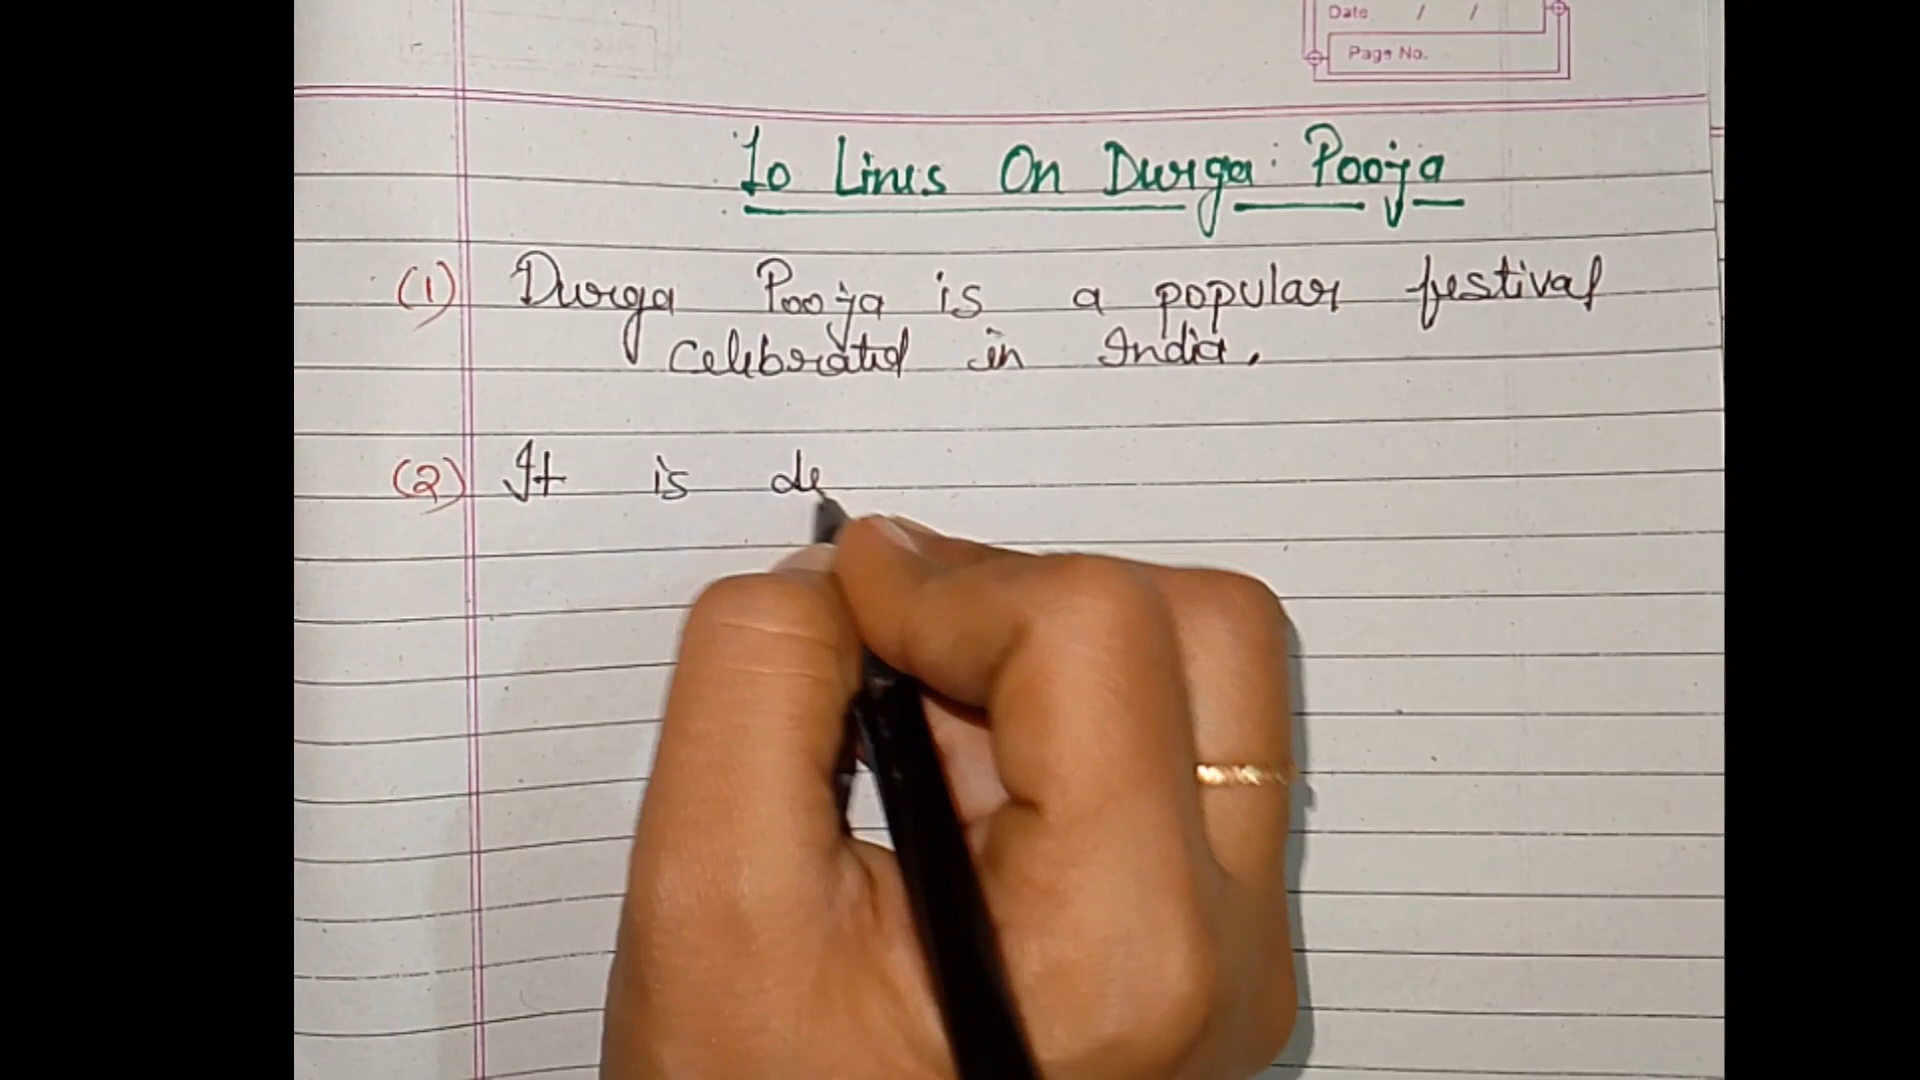 Date / /
Page No.
10 Lines On Durga Pooja
(1) Durga Pooja is a popular festival
celebrated in India.
(2) It is de